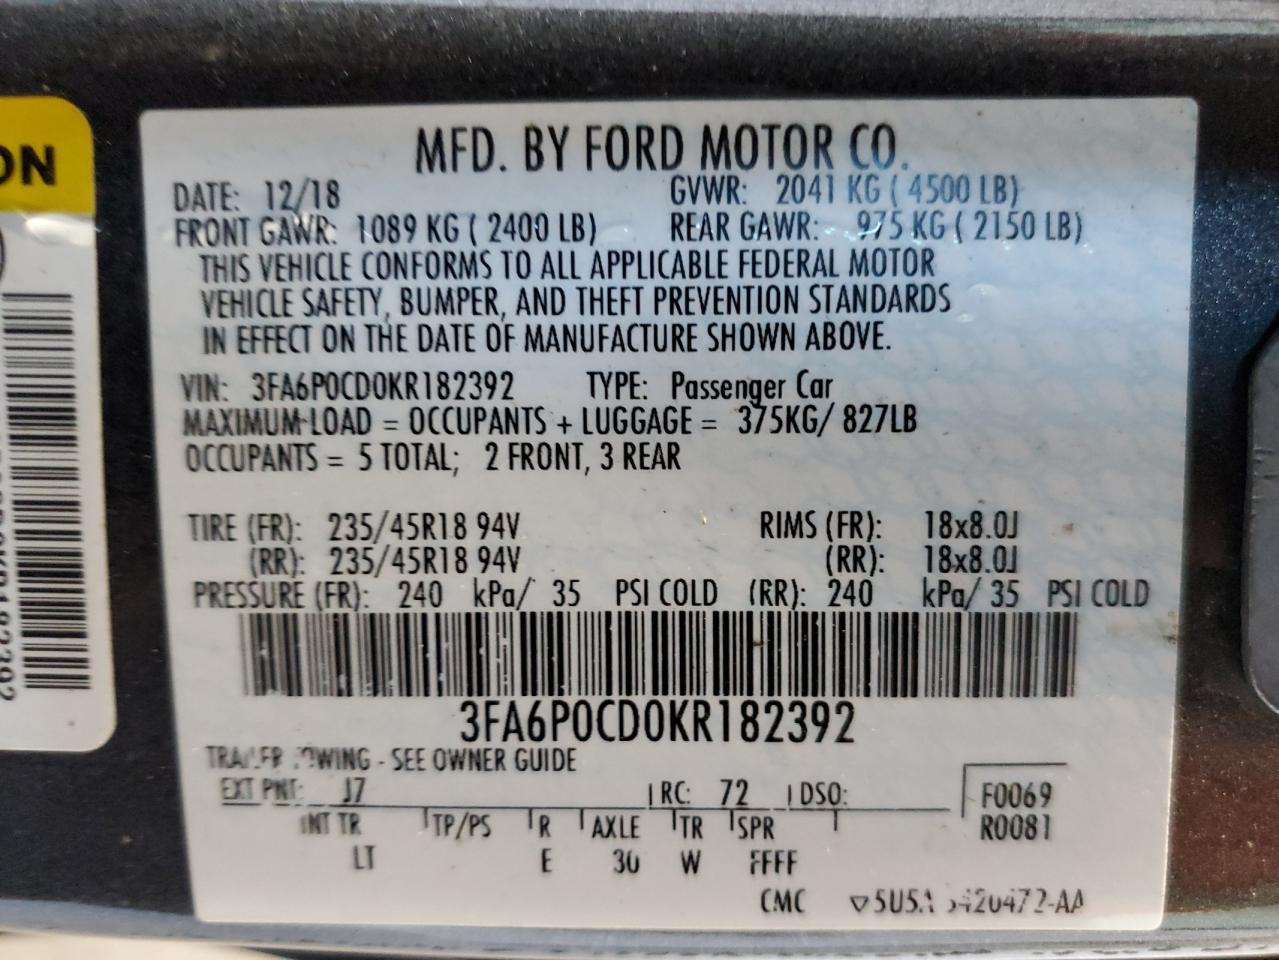 ON
MFD. BY FORD MOTOR CO.
DATE: 12/18 GVWR: 2041 KG ( 4500 LB)
FRONT GAWR: 1089 KG ( 2400 LB) REAR GAWR: 975 KG ( 2150 LB)
THIS VEHICLE CONFORMS TO ALL APPLICABLE FEDERAL MOTOR
VEHICLE SAFETY, BUMPER, AND THEFT PREVENTION STANDARDS
IN EFFECT ON THE DATE OF MANUFACTURE SHOWN ABOVE.
VIN: 3FA6P0CD0KR182392 TYPE: Passenger Car
MAXIMUM LOAD = OCCUPANTS + LUGGAGE = 375KG/ 827LB
OCCUPANTS = 5 TOTAL; 2 FRONT, 3 REAR
TIRE (FR): 235/45R18 94V RIMS (FR): 18x8.0J
(RR): 235/45R18 94V (RR): 18x8.0J
PRESSURE (FR): 240 kPa/ 35 PSI COLD (RR): 240 kPa/ 35 PSI COLD
3FA6P0CD0KR182392
TRAILER TOWING - SEE OWNER GUIDE
EXT PNT: J7 RC: 72 DSO: F0069
INT TR TP/PS R AXLE TR SPR R0081
LT E 30 W FFFF
CMC